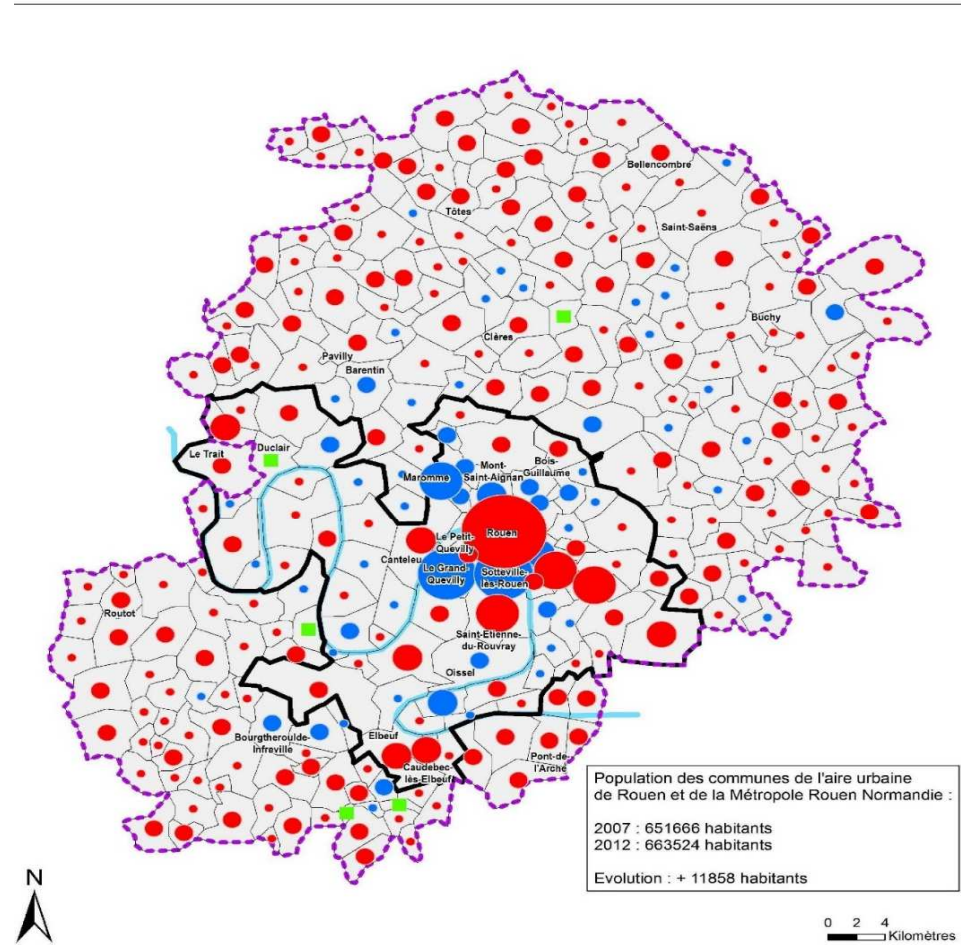 Bellencombre
Tôtes
Saint-Saëns
Buchy
Clères
Pavilly
Barentin
Le Trait
Duclair
Bois-
Guillaume
Mont-
Saint-Aignan
Maromme
Rouen
Le Petit-
Quevilly
Canteleu
Le Grand-
Quevilly
Sotteville-
lès-Rouen
Routot
Saint-Etienne-
du-Rouvray
Oissel
Bourgtheroulde-
Infreville
Elbeuf
Caudebec-
lès-Elbeuf
Pont-de-
l'Arche
Population des communes de l'aire urbaine
de Rouen et de la Métropole Rouen Normandie :
2007 : 651666 habitants
2012 : 663524 habitants
Evolution : + 11858 habitants
N
0 2 4
Kilomètres